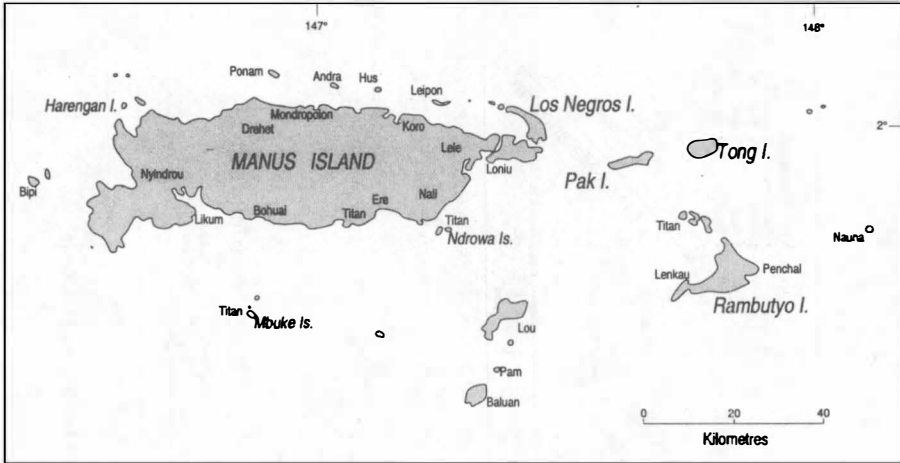 147°
148°
Ponam
Andra
Hus
Leipon
Harengan I.
Los Negros I.
Mondropolon
Drehet
Koro
2°
Lele
Tong I.
MANUS ISLAND
Loniu
Pak I.
Nyindrou
Bipi
Ere
Nali
Likum
Bohuai
Titan
Titan
Ndrowa Is.
Titan
Nauna
Lenkau
Penchal
Rambutyo I.
Titan
Mbuke Is.
Lou
Pam
Baluan
0 20 40
Kilometres